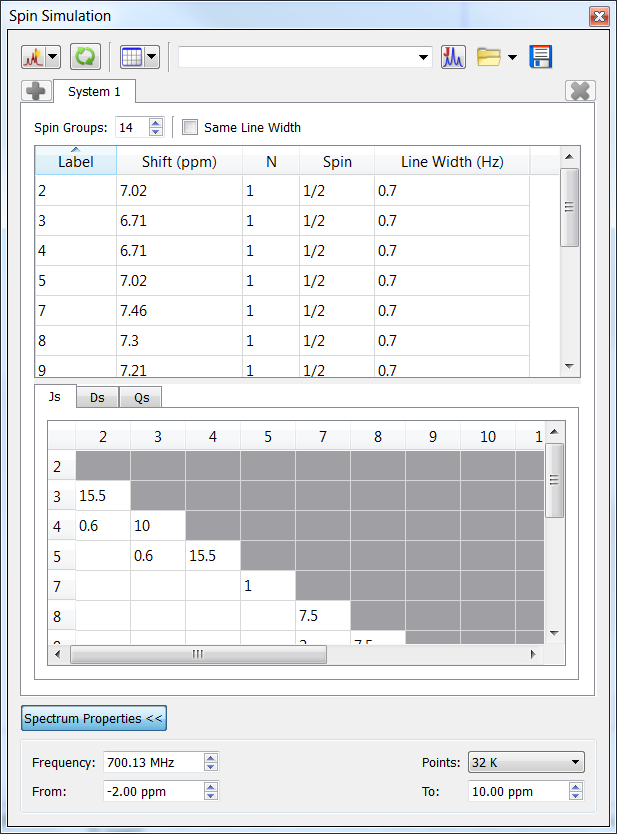 Spin Simulation
System 1
Spin Groups: 14 Same Line Width
Label Shift (ppm) N Spin Line Width (Hz)
2 7.02 1 1/2 0.7
3 6.71 1 1/2 0.7
4 6.71 1 1/2 0.7
5 7.02 1 1/2 0.7
7 7.46 1 1/2 0.7
8 7.3 1 1/2 0.7
9 7.21 1 1/2 0.7
Js Ds Qs
2 3 4 5 7 8 9 10 1
2
3 15.5
4 0.6 10
5 0.6 15.5
7 1
8 7.5
Spectrum Properties <<
Frequency: 700.13 MHz Points: 32 K
From: -2.00 ppm To: 10.00 ppm